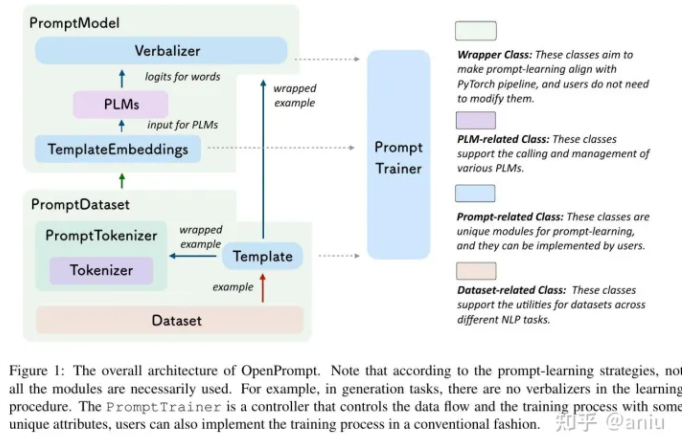 PromptModel
Verbalizer
logits for words
PLMs
input for PLMs
TemplateEmbeddings
wrapped
example
Prompt
Trainer
PromptDataset
PromptTokenizer
Tokenizer
wrapped
example
Template
example
Dataset
Wrapper Class: These classes aim to
make prompt-learning align with
PyTorch pipeline, and users do not need
to modify them.
PLM-related Class: These classes
support the calling and management of
various PLMs.
Prompt-related Class: These classes are
unique modules for prompt-learning,
and they can be implemented by users.
Dataset-related Class: These classes
support the utilities for datasets across
different NLP tasks.
Figure 1: The overall architecture of OpenPrompt. Note that according to the prompt-learning strategies, not
all the modules are necessarily used. For example, in generation tasks, there are no verbalizers in the learning
procedure. The PromptTrainer is a controller that controls the data flow and the training process with some
unique attributes, users can also implement the training process in a conventional fashion.
知乎 @aniu